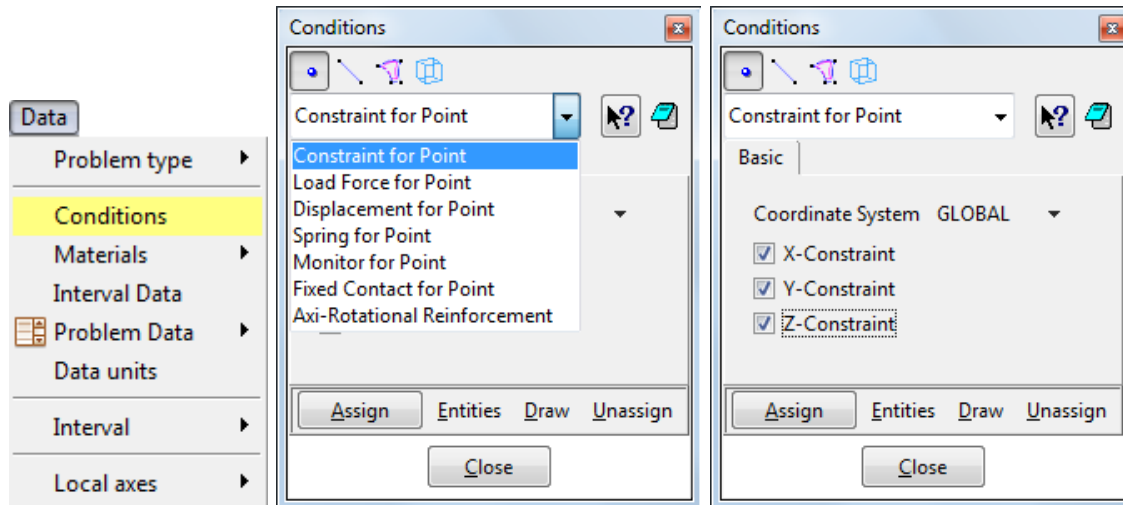 Data
Problem type
Conditions
Materials
Interval Data
Problem Data
Data units
Interval
Local axes
Conditions
Constraint for Point
Constraint for Point
Load Force for Point
Displacement for Point
Spring for Point
Monitor for Point
Fixed Contact for Point
Axi-Rotational Reinforcement
Assign Entities Draw Unassign
Close
Conditions
Constraint for Point
Basic
Coordinate System GLOBAL
X-Constraint
Y-Constraint
Z-Constraint
Assign Entities Draw Unassign
Close